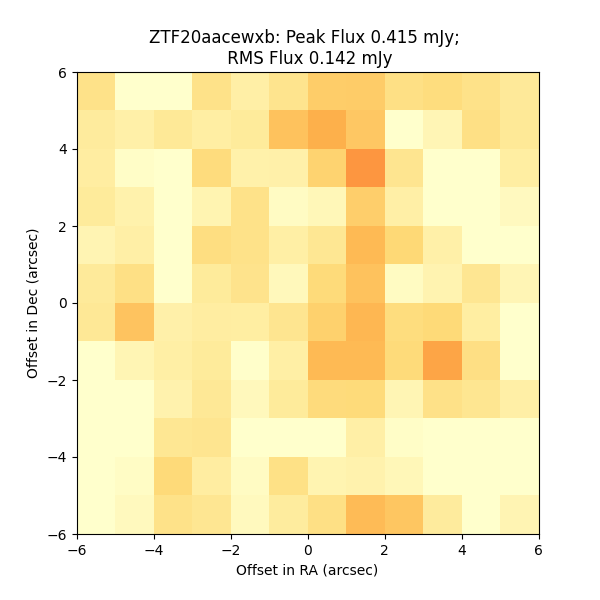 ZTF20aacewxb: Peak Flux 0.415 mJy;
RMS Flux 0.142 mJy
6
4
2
0
−2
−4
−6
Offset in Dec (arcsec)
−6 −4 −2 0 2 4 6
Offset in RA (arcsec)